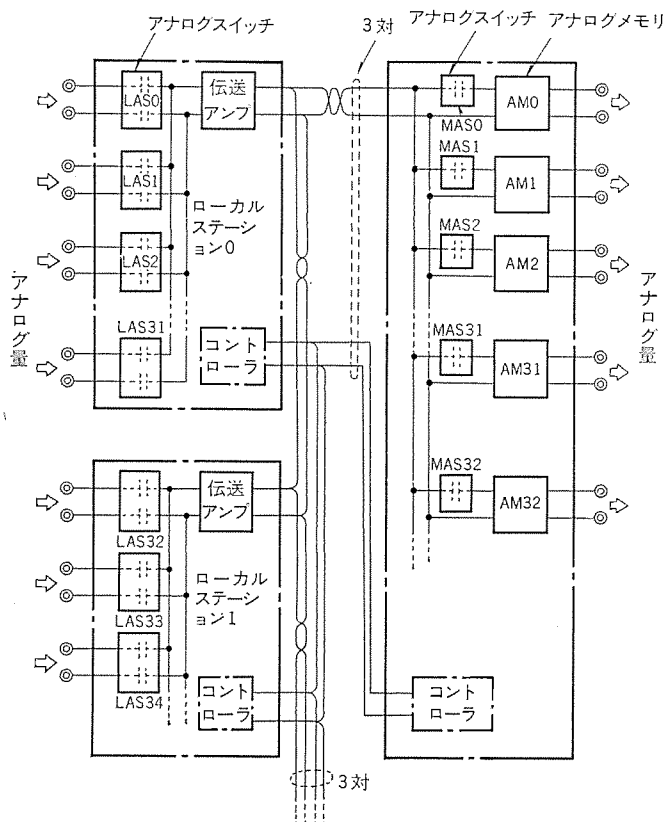 アナログスイッチ
3対
アナログスイッチ
アナログメモリ
LAS0
伝送
アンプ
MAS0
AM0
LAS1
MAS1
AM1
ローカル
ステーシ
ョン0
LAS2
MAS2
AM2
アナログ量
アナログ量
LAS31
コント
ローラ
MAS31
AM31
LAS32
伝送
アンプ
MAS32
AM32
LAS33
ローカル
ステーシ
ョン1
LAS34
コント
ローラ
コント
ローラ
3対